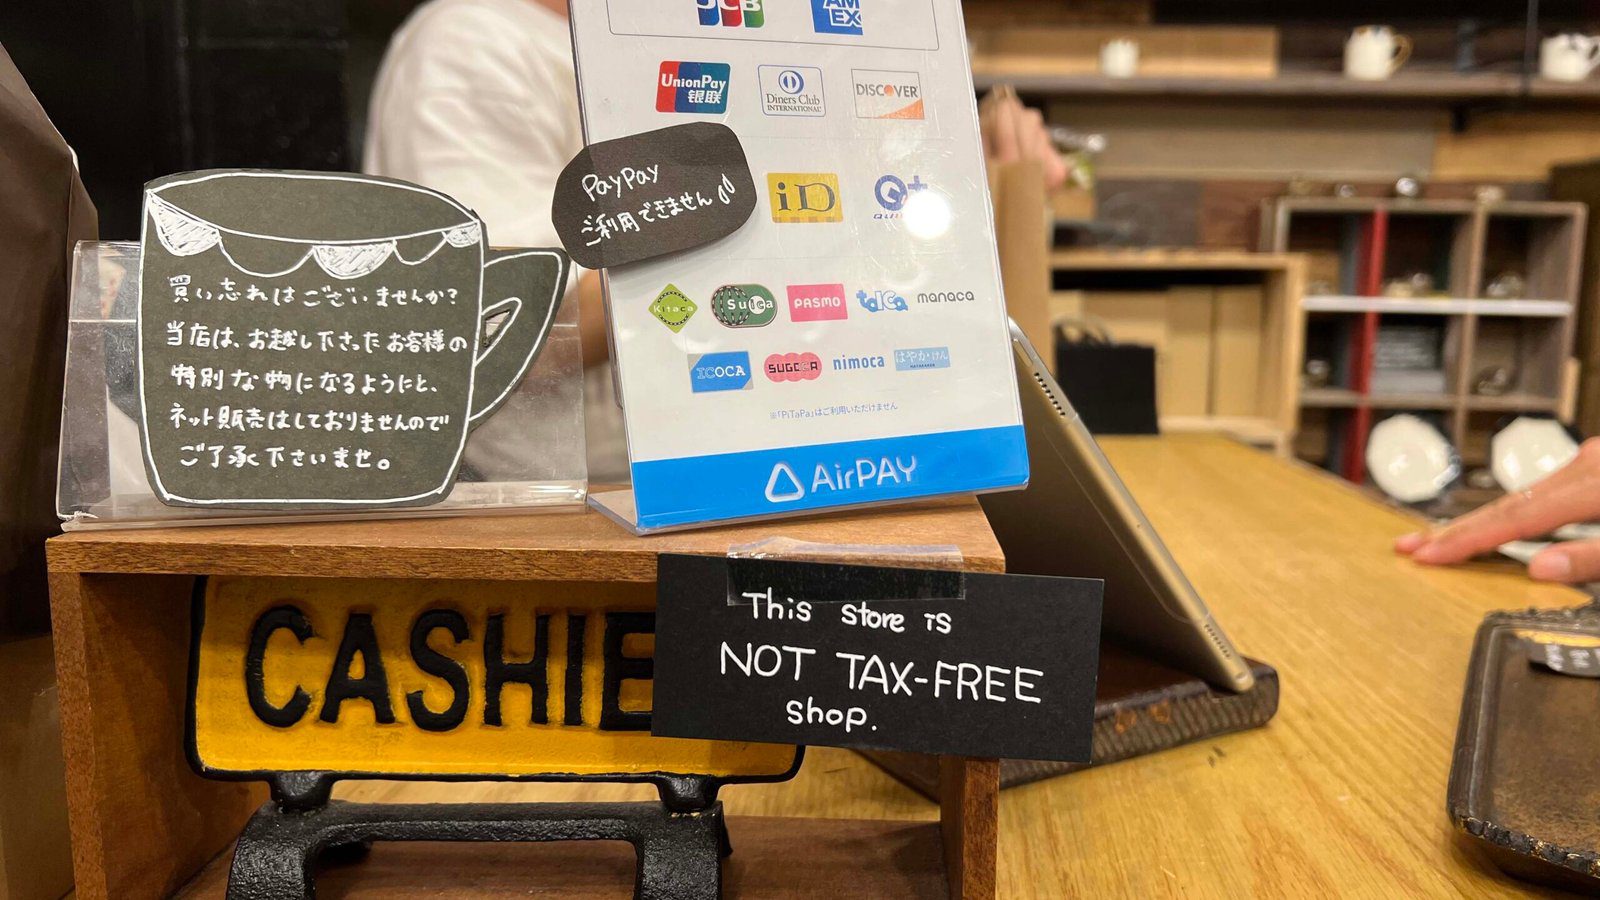 JCB
AM
EX
UnionPay
银联
Diners Club
INTERNATIONAL
DISCOVER
PayPay
ご利用できません
iD
QUIC
Kitaca
Suica
PASMO
toICa
manaca
ICOCA
SUGOCA
nimoca
はやかけん
HAYAKAKEN
※「PiTaPa」はご利用いただけません
AirPAY
買い忘れはございませんか?
当店は、お越し下さったお客様の
特別な物になるようにと、
ネット販売はしておりませんので
ご了承下さいませ。
CASHIE
This store is
NOT TAX-FREE
shop.